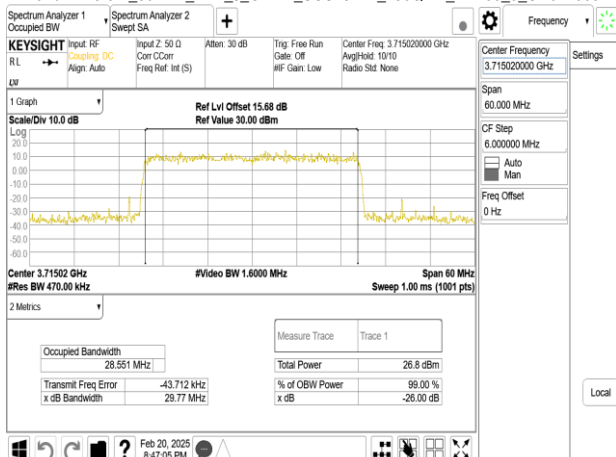 Spectrum Analyzer 1
Occupied BW
Spectrum Analyzer 2
Swept SA
+
Frequency
KEYSIGHT
RL
LXI
Input: RF
Coupling: DC
Align: Auto
Input Z: 50 Ω
Corr CCorr
Freq Ref: Int (S)
Atten: 30 dB
Trig: Free Run
Gate: Off
#IF Gain: Low
Center Freq: 3.715020000 GHz
Avg|Hold: 10/10
Radio Std: None
Center Frequency
3.715020000 GHz
Settings
Span
60.000 MHz
CF Step
6.000000 MHz
Auto
Man
Freq Offset
0 Hz
Local
1 Graph
Scale/Div 10.0 dB
Ref Lvl Offset 15.68 dB
Ref Value 30.00 dBm
Log
20.0
10.0
0.00
-10.0
-20.0
-30.0
-40.0
-50.0
-60.0
Center 3.71502 GHz
#Video BW 1.6000 MHz
Span 60 MHz
#Res BW 470.00 kHz
Sweep 1.00 ms (1001 pts)
2 Metrics
Measure Trace
Trace 1
Occupied Bandwidth
28.551 MHz
Total Power
26.8 dBm
Transmit Freq Error
-43.712 kHz
% of OBW Power
99.00 %
x dB Bandwidth
29.77 MHz
x dB
-26.00 dB
?
Feb 20, 2025
8:47:05 PM